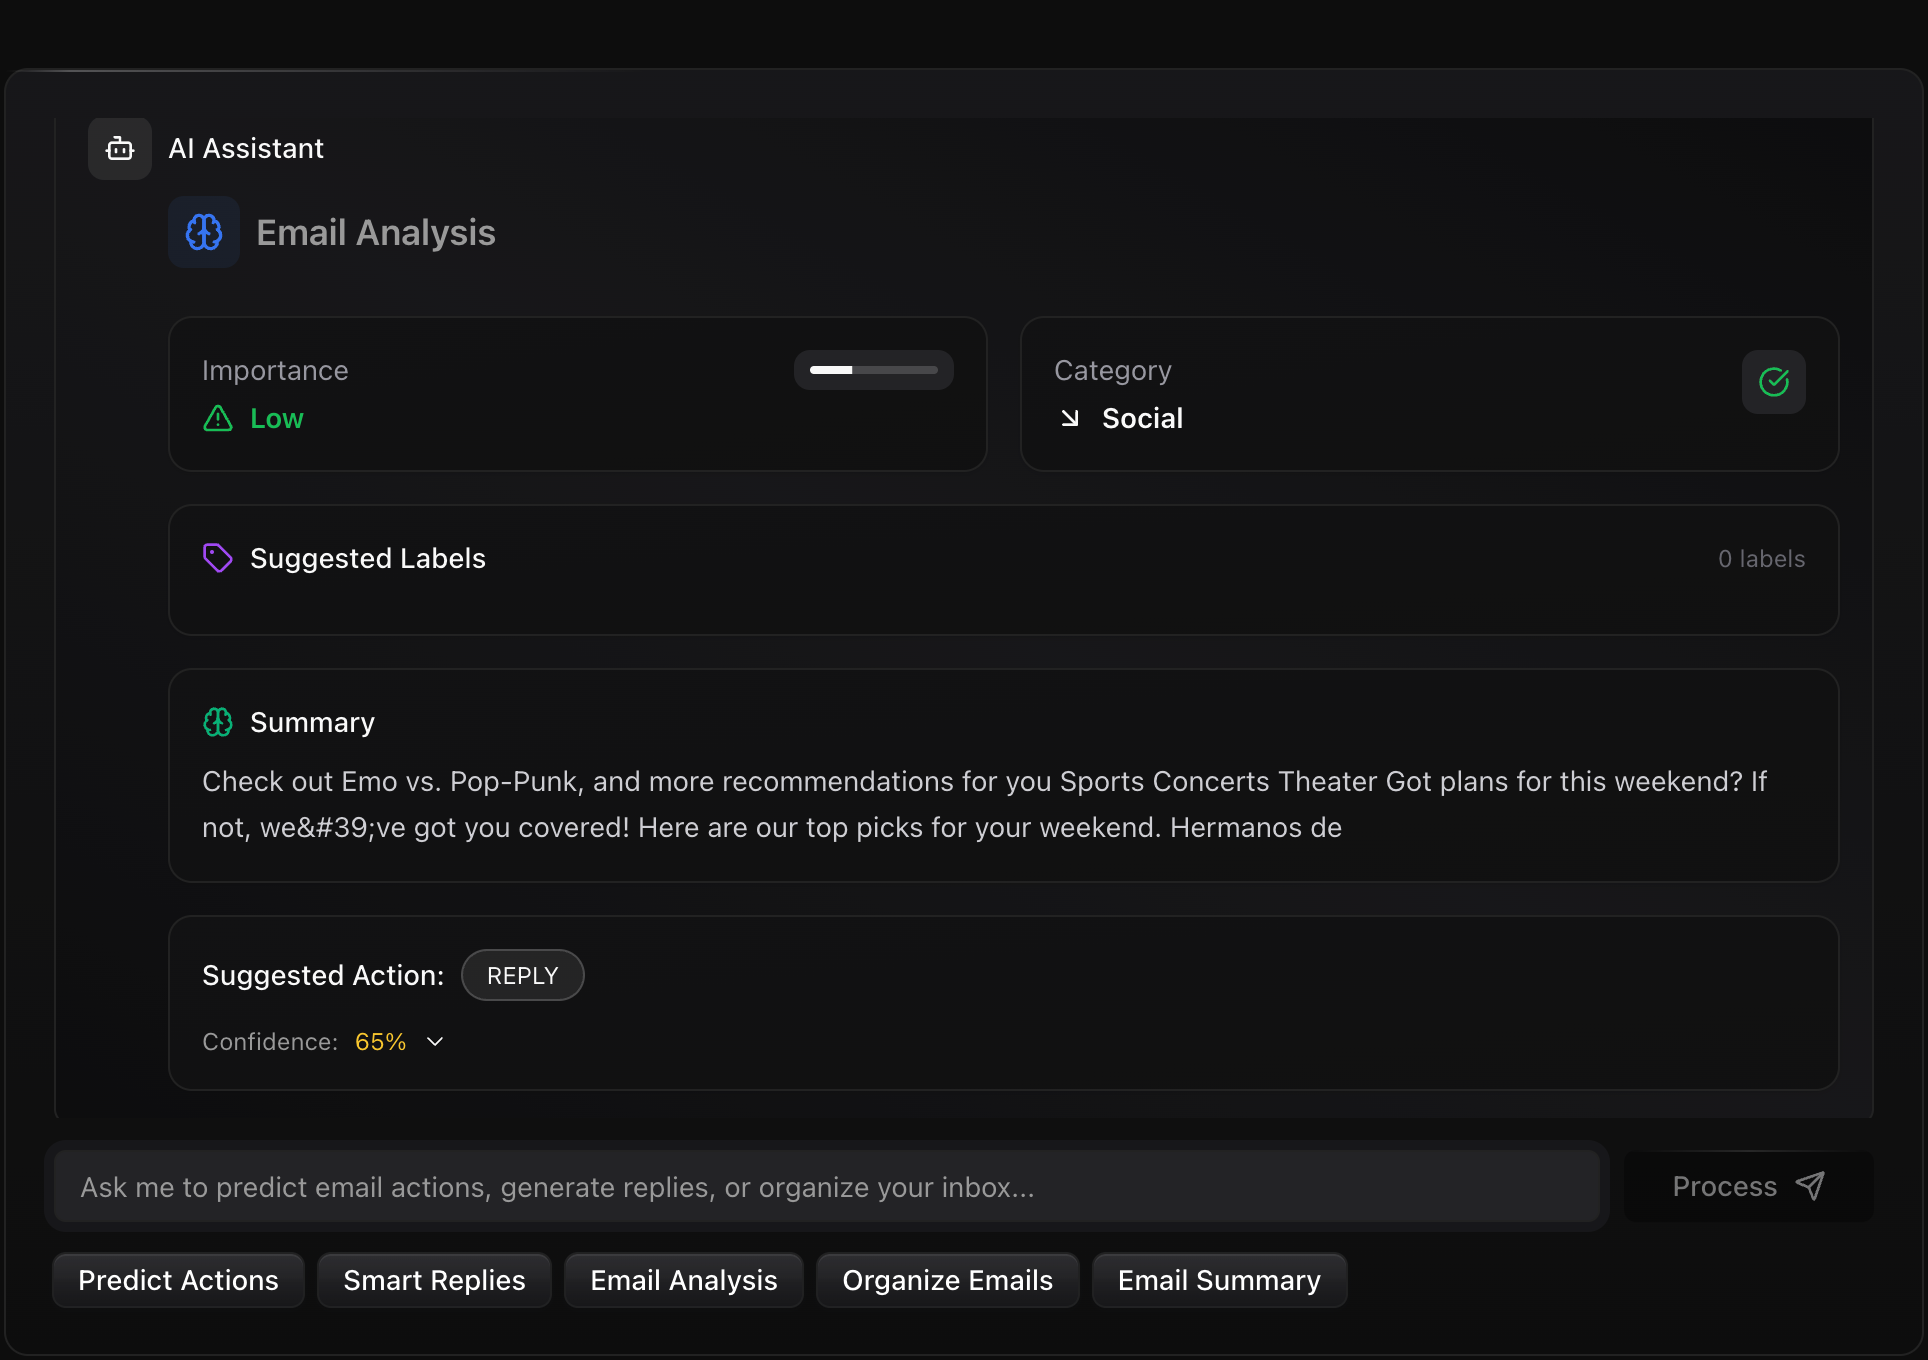 AI Assistant
Email Analysis
Importance
Low
Category
Social
Suggested Labels
0 labels
Summary
Check out Emo vs. Pop-Punk, and more recommendations for you Sports Concerts Theater Got plans for this weekend? If
not, we&#39;ve got you covered! Here are our top picks for your weekend. Hermanos de
Suggested Action: REPLY
Confidence: 65%
Ask me to predict email actions, generate replies, or organize your inbox...
Process
Predict Actions
Smart Replies
Email Analysis
Organize Emails
Email Summary